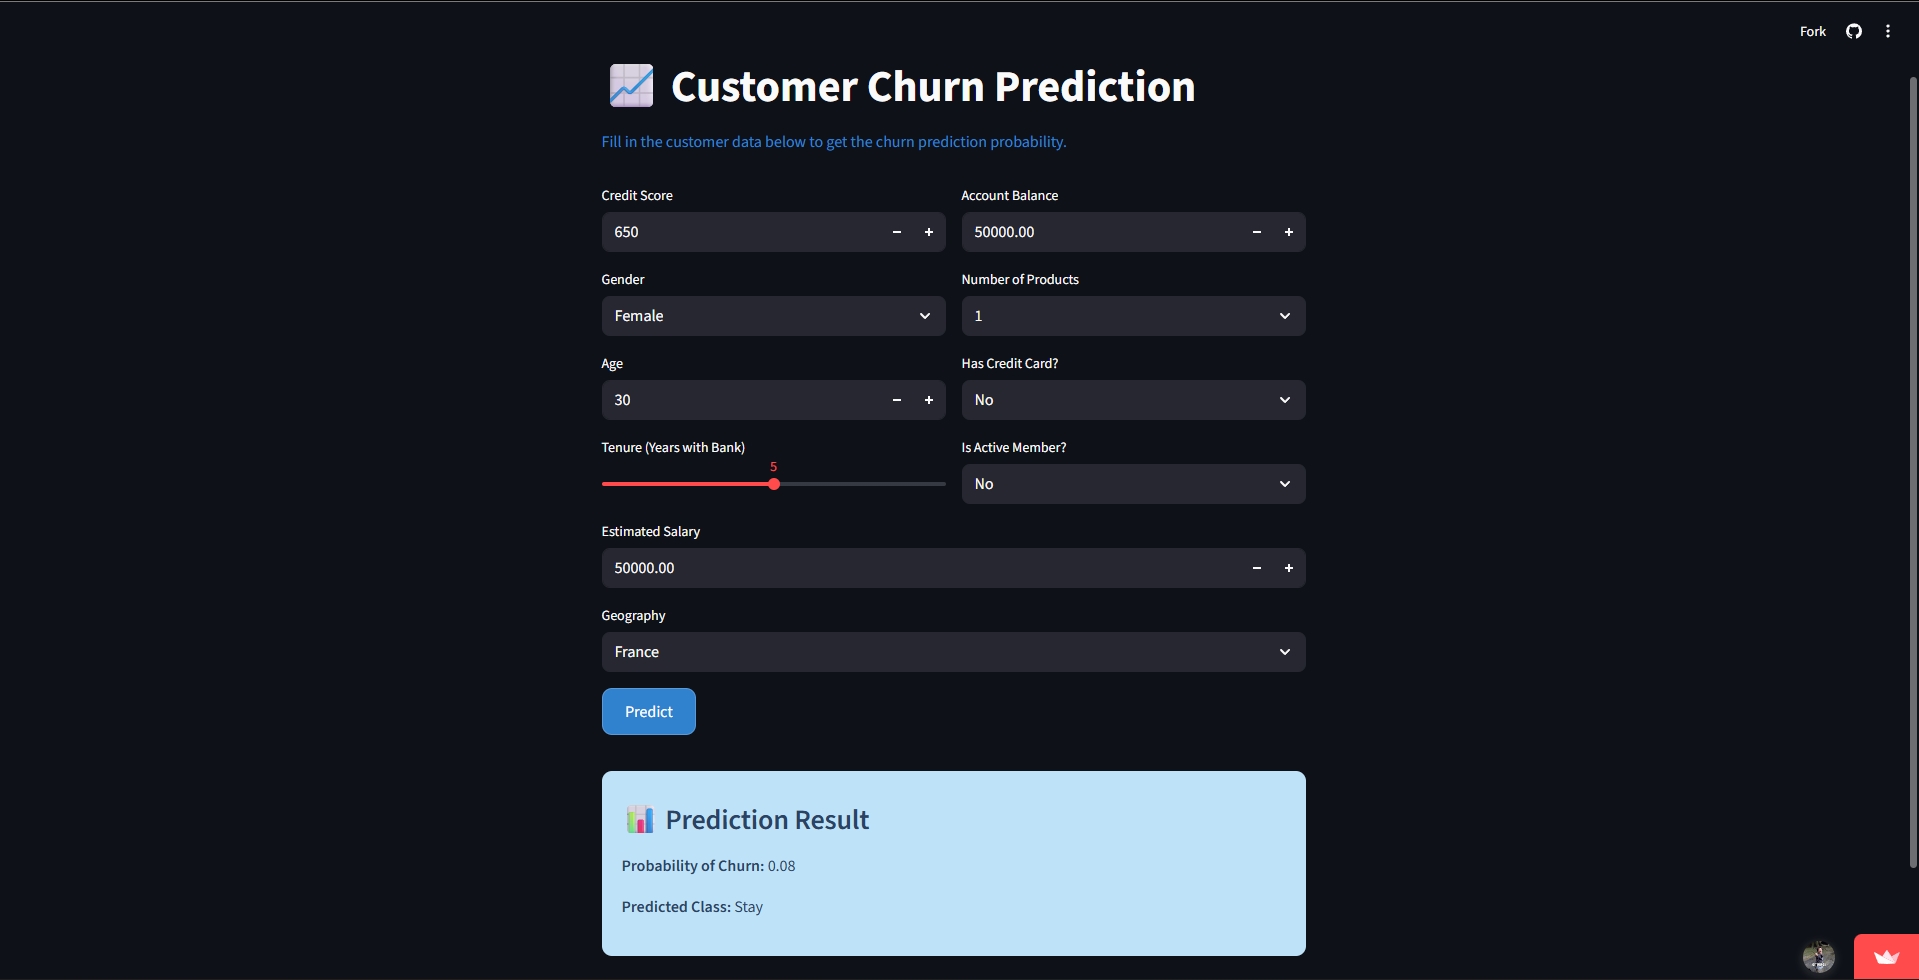 Fork
Customer Churn Prediction
Fill in the customer data below to get the churn prediction probability.
Credit Score
650
Account Balance
50000.00
Gender
Female
Number of Products
1
Age
30
Has Credit Card?
No
Tenure (Years with Bank)
5
Is Active Member?
No
Estimated Salary
50000.00
Geography
France
Predict
Prediction Result
Probability of Churn: 0.08
Predicted Class: Stay